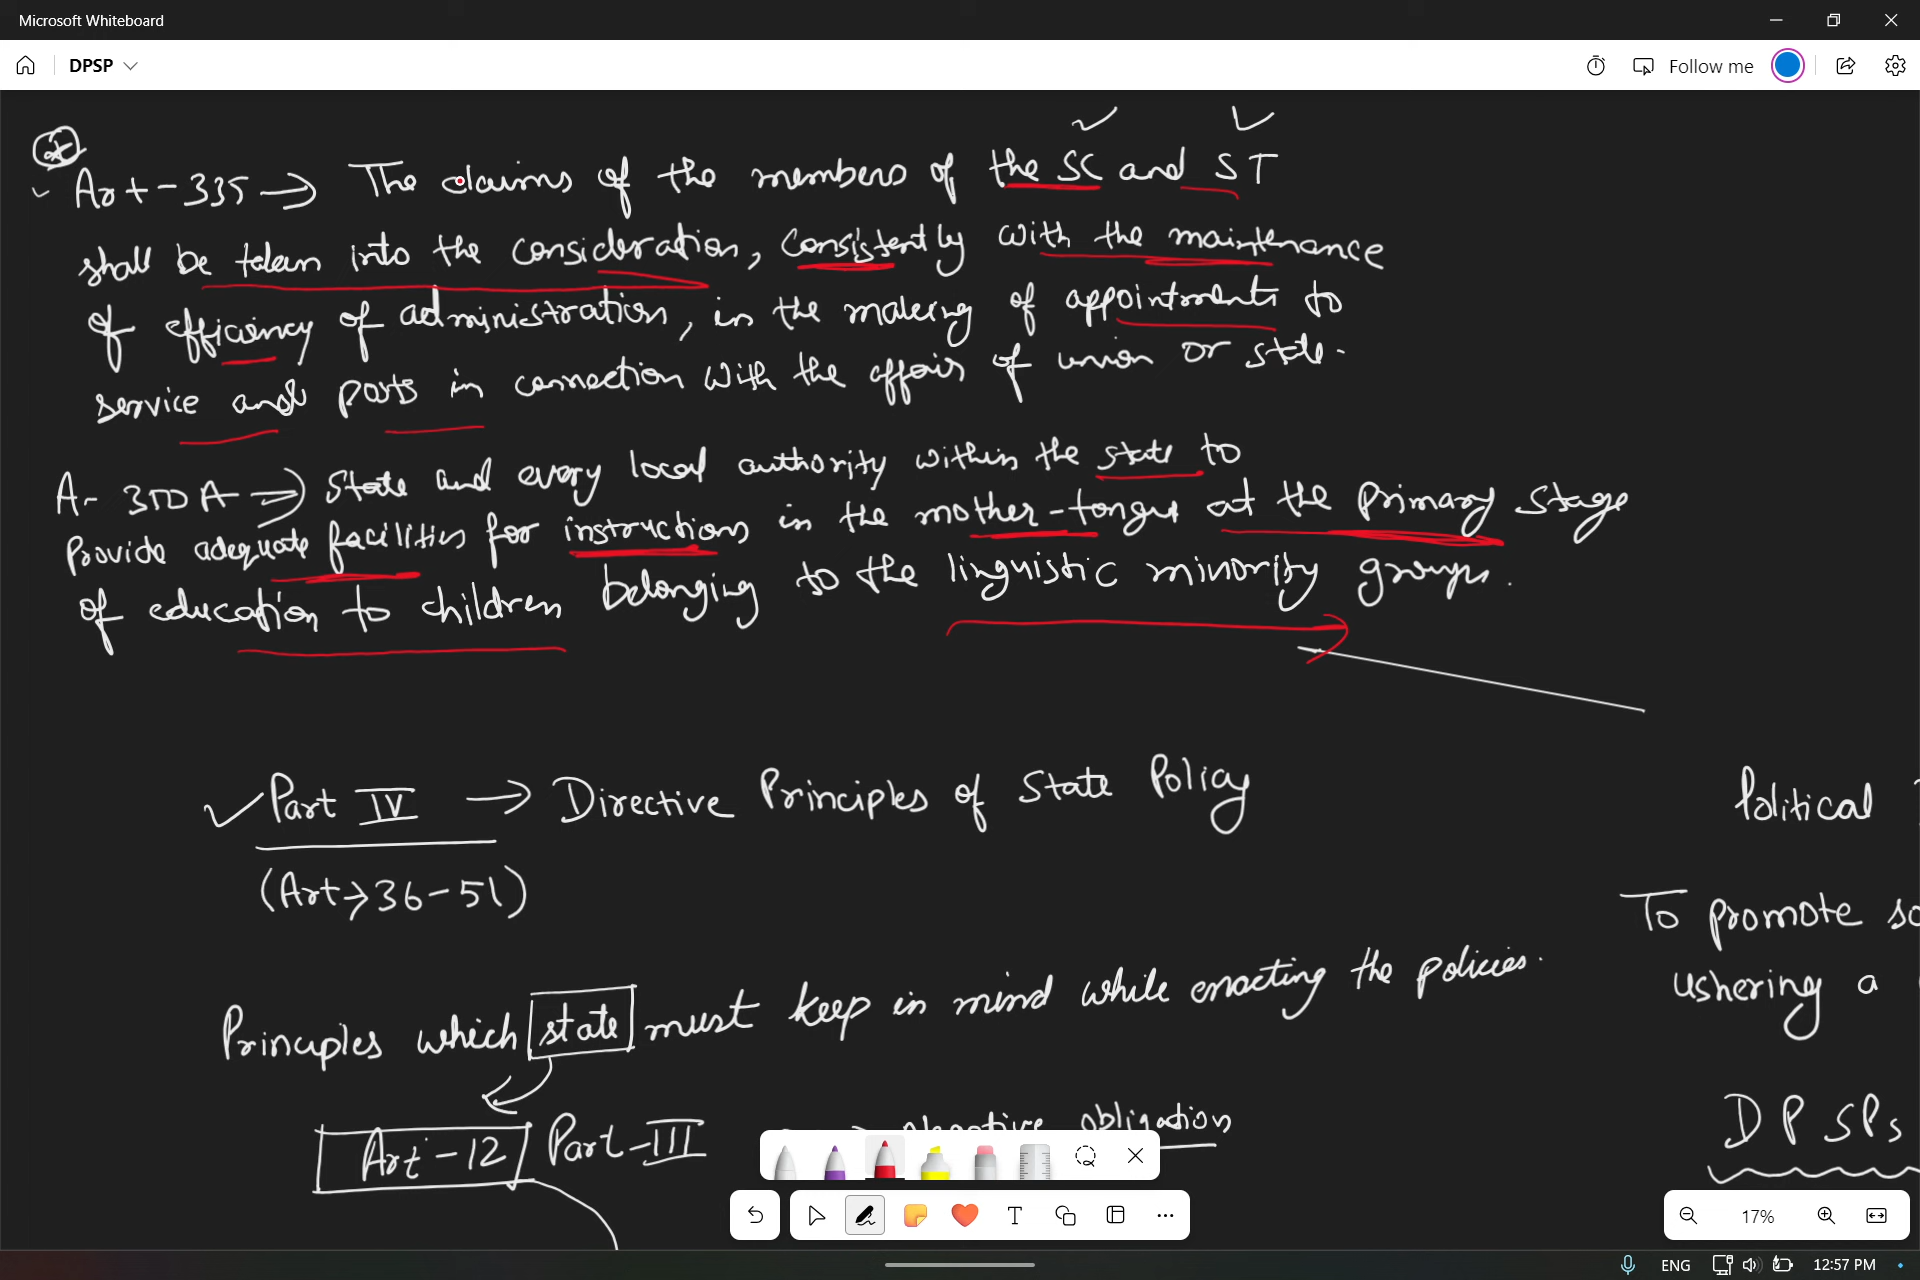 Microsoft Whiteboard
DPSP
Follow me
Art-335 → The claims of the members of the SC and ST
shall be taken into the consideration, consistently with the maintenance
of efficiency of administration, in the making of appointments to
service and posts in connection with the affairs of union or state.
Ar 350 A → State and every local authority within the state to
Provide adequate facilities for instructions in the mother-tongue at the primary stage
of education to children belonging to the linguistic minority groups.
Part IV → Directive Principles of State Policy
(Art → 36-51)
Political
To promote so
ushering a
Principles which state must keep in mind while enacting the policies.
DPSPs
Art-12 Part-III → Negative obligation
17%
ENG 12:57 PM